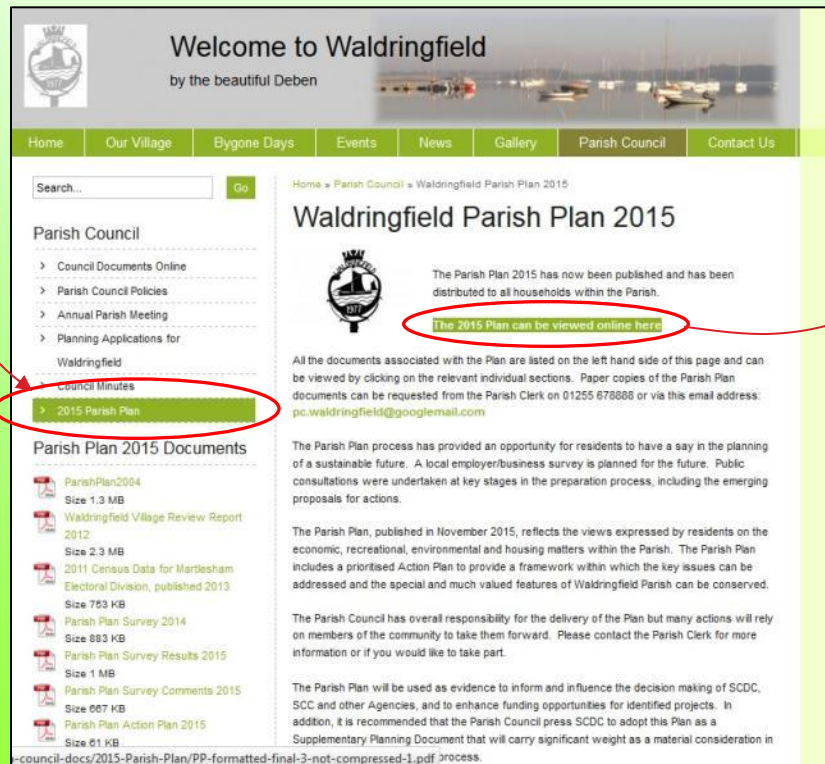 Welcome to Waldringfield
by the beautiful Deben
Home Our Village Bygone Days Events News Gallery Parish Council Contact Us
Search... Go
Parish Council
> Council Documents Online
> Parish Council Policies
> Annual Parish Meeting
> Planning Applications for
Waldringfield
> Council Minutes
> 2015 Parish Plan
Parish Plan 2015 Documents
ParishPlan2004
Size 1.3 MB
Waldringfield Village Review Report
2012
Size 2.3 MB
2011 Census Data for Martlesham
Electoral Division, published 2013
Size 753 KB
Parish Plan Survey 2014
Size 883 KB
Parish Plan Survey Results 2015
Size 1 MB
Parish Plan Survey Comments 2015
Size 667 KB
Parish Plan Action Plan 2015
Size 61 KB
Home » Parish Council » Waldringfield Parish Plan 2015
Waldringfield Parish Plan 2015
WALDRINGFIELD
1977
The Parish Plan 2015 has now been published and has been
distributed to all households within the Parish.
The 2015 Plan can be viewed online here
All the documents associated with the Plan are listed on the left hand side of this page and can
be viewed by clicking on the relevant individual sections. Paper copies of the Parish Plan
documents can be requested from the Parish Clerk on 01255 678888 or via this email address:
pc.waldringfield@googlemail.com
The Parish Plan process has provided an opportunity for residents to have a say in the planning
of a sustainable future. A local employer/business survey is planned for the future. Public
consultations were undertaken at key stages in the preparation process, including the emerging
proposals for actions.
The Parish Plan, published in November 2015, reflects the views expressed by residents on the
economic, recreational, environmental and housing matters within the Parish. The Parish Plan
includes a prioritised Action Plan to provide a framework within which the key issues can be
addressed and the special and much valued features of Waldringfield Parish can be conserved.
The Parish Council has overall responsibility for the delivery of the Plan but many actions will rely
on members of the community to take them forward. Please contact the Parish Clerk for more
information or if you would like to take part.
The Parish Plan will be used as evidence to inform and influence the decision making of SCDC,
SCC and other Agencies, and to enhance funding opportunities for identified projects. In
addition, it is recommended that the Parish Council press SCDC to adopt this Plan as a
Supplementary Planning Document that will carry significant weight as a material consideration in
process.
-council-docs/2015-Parish-Plan/PP-formatted-final-3-not-compressed-1.pdf